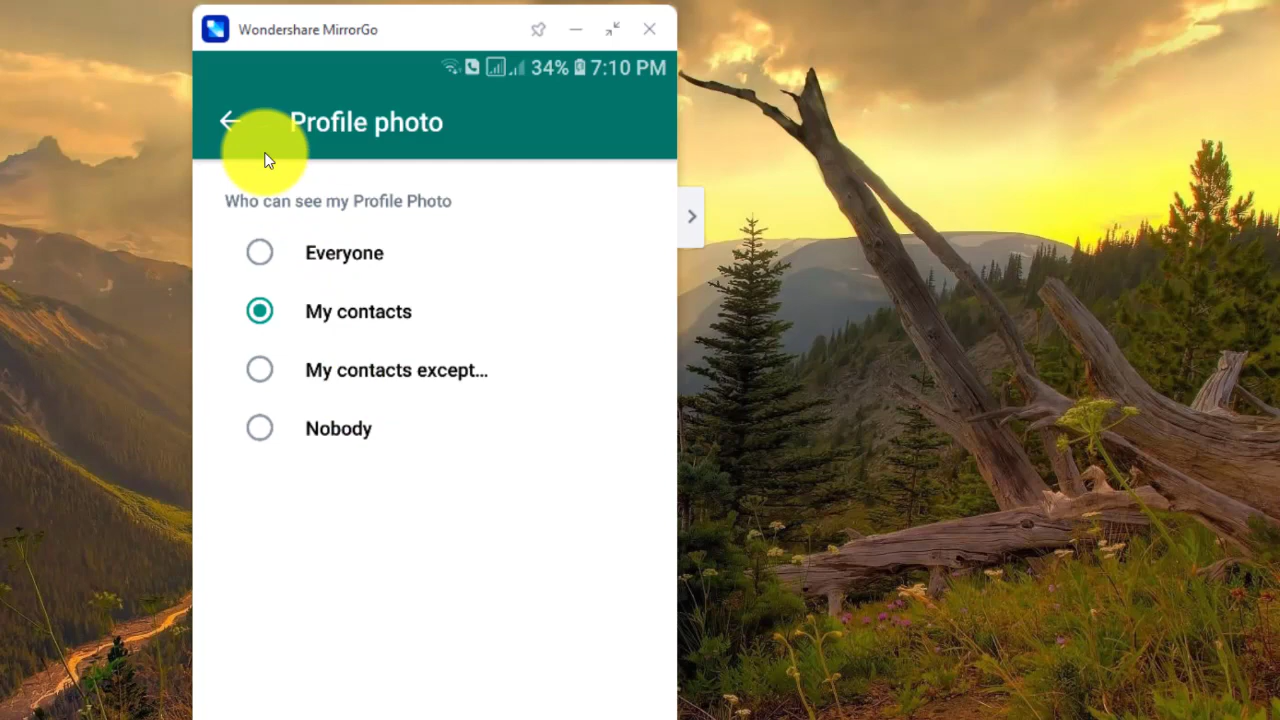 Wondershare MirrorGo
34% 7:10 PM
Profile photo
Who can see my Profile Photo
Everyone
My contacts
My contacts except...
Nobody